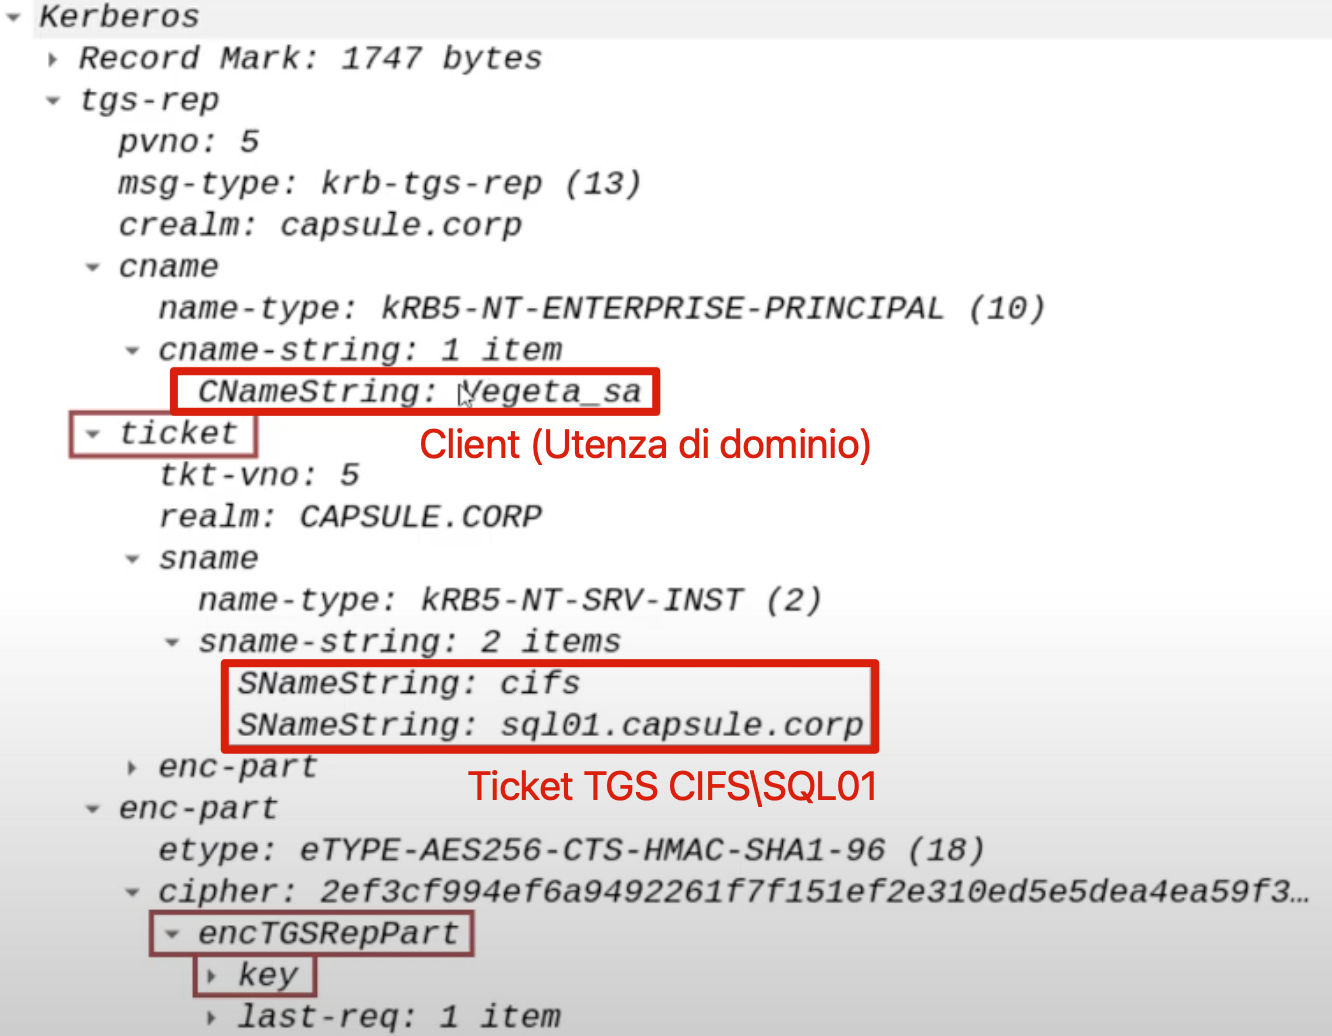 Kerberos
Record Mark: 1747 bytes
tgs-rep
pvno: 5
msg-type: krb-tgs-rep (13)
crealm: capsule.corp
cname
name-type: kRB5-NT-ENTERPRISE-PRINCIPAL (10)
cname-string: 1 item
CNameString: Vegeta_sa
ticket
Client (Utenza di dominio)
tkt-vno: 5
realm: CAPSULE.CORP
sname
name-type: kRB5-NT-SRV-INST (2)
sname-string: 2 items
SNameString: cifs
SNameString: sql01.capsule.corp
enc-part
Ticket TGS CIFS\SQL01
enc-part
etype: eTYPE-AES256-CTS-HMAC-SHA1-96 (18)
cipher: 2ef3cf994ef6a9492261f7f151ef2e310ed5e5dea4ea59f3…
encTGSRepPart
key
last-req: 1 item